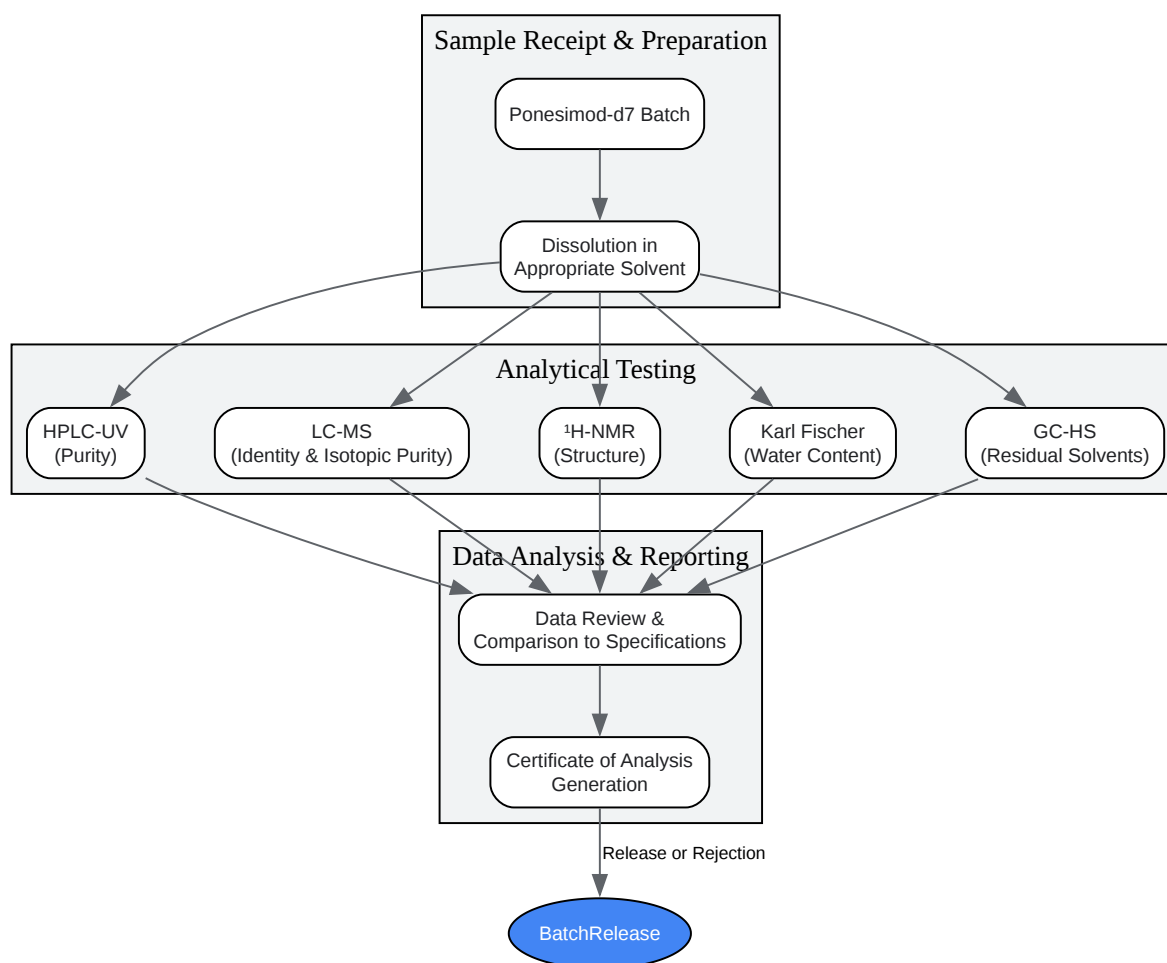 Sample Receipt & Preparation
Ponesimod-d7 Batch
Dissolution in
Appropriate Solvent
Analytical Testing
HPLC-UV
(Purity)
LC-MS
(Identity & Isotopic Purity)
¹H-NMR
(Structure)
Karl Fischer
(Water Content)
GC-HS
(Residual Solvents)
Data Analysis & Reporting
Data Review &
Comparison to Specifications
Certificate of Analysis
Generation
Release or Rejection
BatchRelease